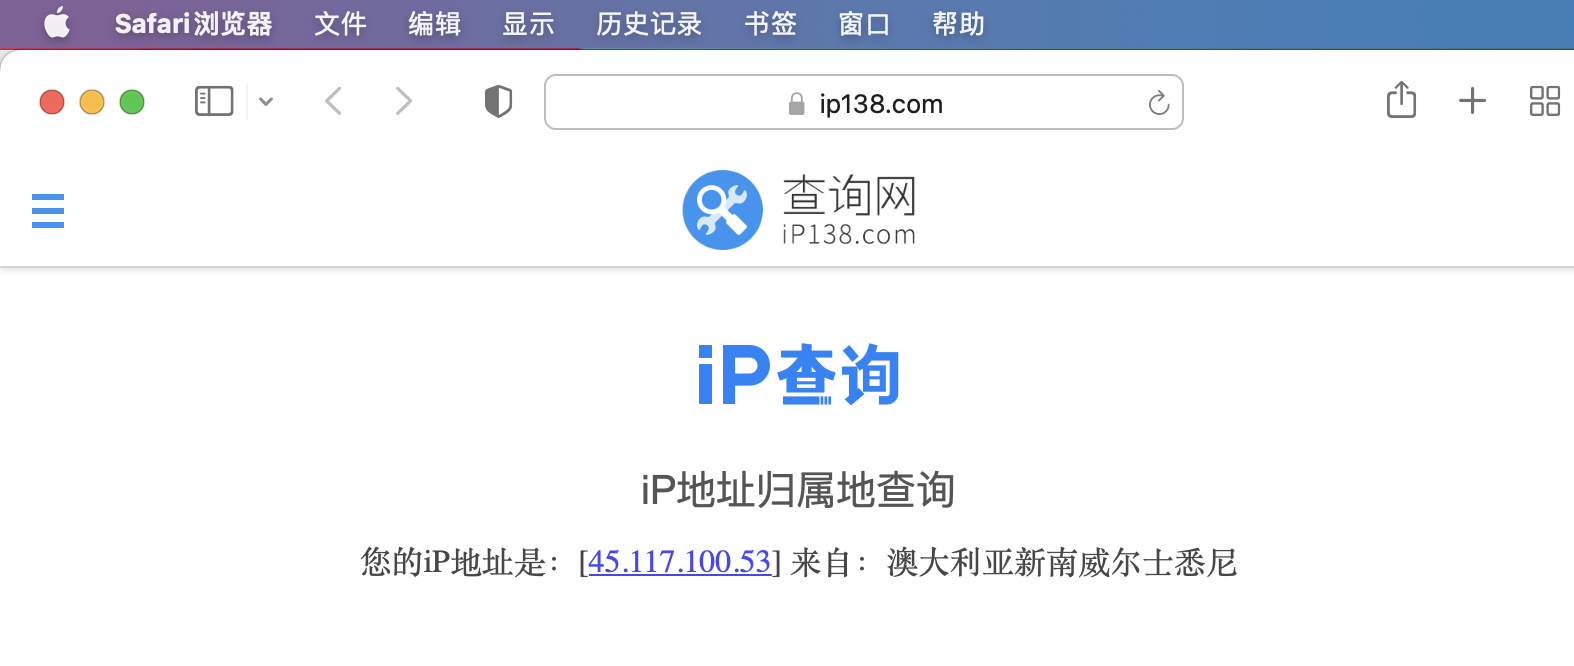 Safari浏览器 文件 编辑 显示 历史记录 书签 窗口 帮助
ip138.com
查询网
iP138.com
iP查询
iP地址归属地查询
您的iP地址是：[45.117.100.53] 来自：澳大利亚新南威尔士悉尼